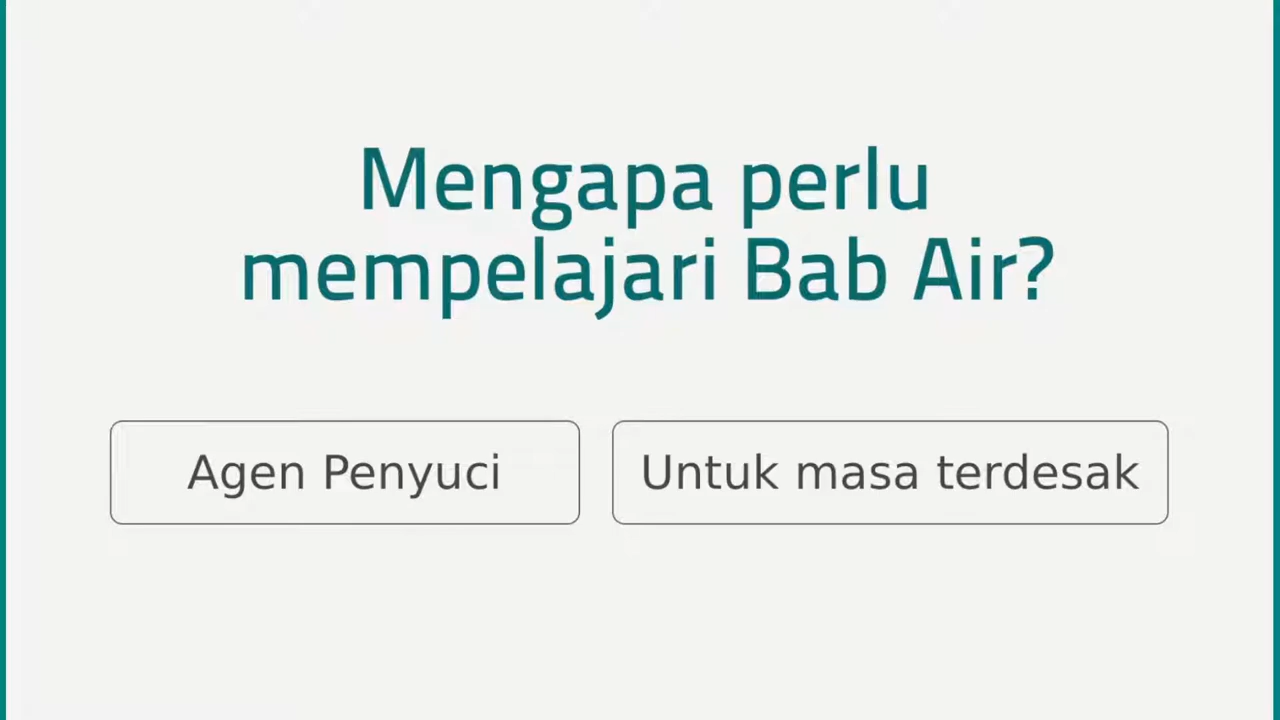 Mengapa perlu
mempelajari Bab Air?
Agen Penyuci
Untuk masa terdesak